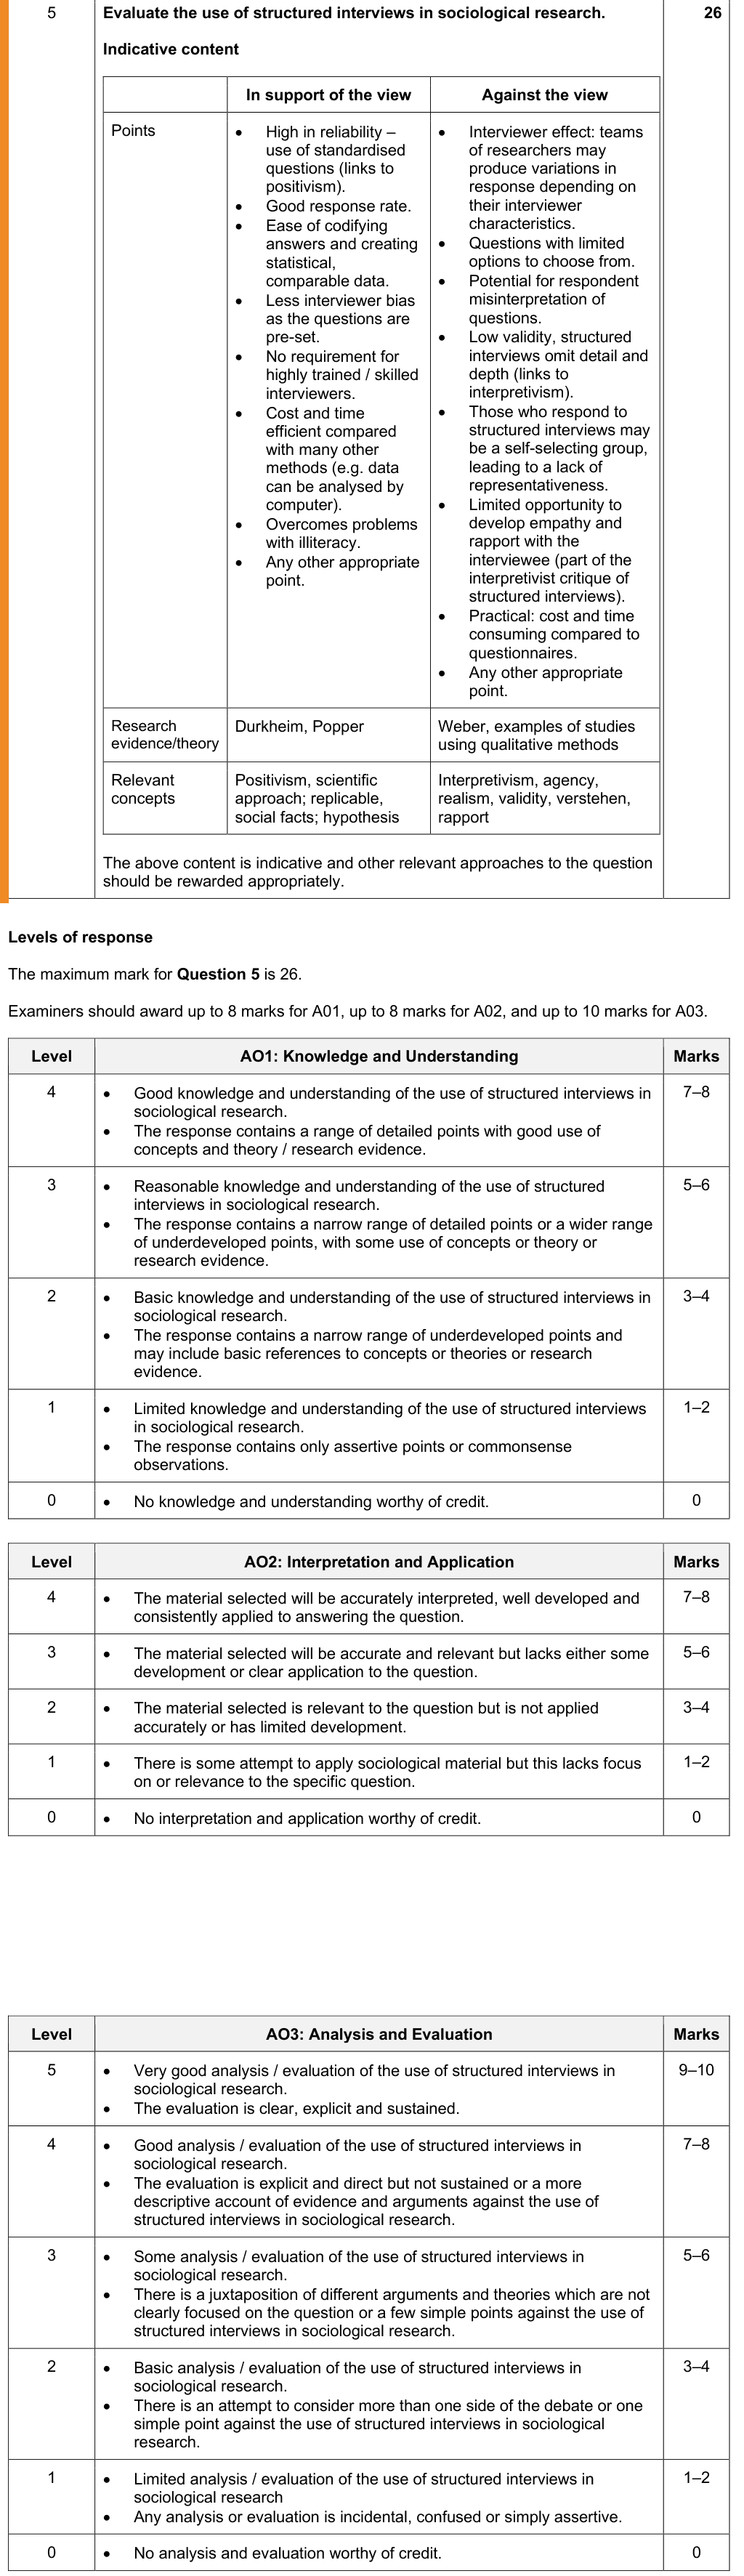 5
Evaluate the use of structured interviews in sociological research.
26
Indicative content
In support of the view
Against the view
Points
• High in reliability –
use of standardised
questions (links to
positivism).
• Good response rate.
• Ease of codifying
answers and creating
statistical,
comparable data.
• Less interviewer bias
as the questions are
pre-set.
• No requirement for
highly trained / skilled
interviewers.
• Cost and time
efficient compared
with many other
methods (e.g. data
can be analysed by
computer).
• Overcomes problems
with illiteracy.
• Any other appropriate
point.
• Interviewer effect: teams
of researchers may
produce variations in
response depending on
their interviewer
characteristics.
• Questions with limited
options to choose from.
• Potential for respondent
misinterpretation of
questions.
• Low validity, structured
interviews omit detail and
depth (links to
interpretivism).
• Those who respond to
structured interviews may
be a self-selecting group,
leading to a lack of
representativeness.
• Limited opportunity to
develop empathy and
rapport with the
interviewee (part of the
interpretivist critique of
structured interviews).
• Practical: cost and time
consuming compared to
questionnaires.
• Any other appropriate
point.
Research
evidence/theory
Durkheim, Popper
Weber, examples of studies
using qualitative methods
Relevant
concepts
Positivism, scientific
approach; replicable,
social facts; hypothesis
Interpretivism, agency,
realism, validity, verstehen,
rapport
The above content is indicative and other relevant approaches to the question
should be rewarded appropriately.
Levels of response
The maximum mark for Question 5 is 26.
Examiners should award up to 8 marks for A01, up to 8 marks for A02, and up to 10 marks for A03.
Level
AO1: Knowledge and Understanding
Marks
4
• Good knowledge and understanding of the use of structured interviews in
sociological research.
• The response contains a range of detailed points with good use of
concepts and theory / research evidence.
7–8
3
• Reasonable knowledge and understanding of the use of structured
interviews in sociological research.
• The response contains a narrow range of detailed points or a wider range
of underdeveloped points, with some use of concepts or theory or
research evidence.
5–6
2
• Basic knowledge and understanding of the use of structured interviews in
sociological research.
• The response contains a narrow range of underdeveloped points and
may include basic references to concepts or theories or research
evidence.
3–4
1
• Limited knowledge and understanding of the use of structured interviews
in sociological research.
• The response contains only assertive points or commonsense
observations.
1–2
0
• No knowledge and understanding worthy of credit.
0
Level
AO2: Interpretation and Application
Marks
4
• The material selected will be accurately interpreted, well developed and
consistently applied to answering the question.
7–8
3
• The material selected will be accurate and relevant but lacks either some
development or clear application to the question.
5–6
2
• The material selected is relevant to the question but is not applied
accurately or has limited development.
3–4
1
• There is some attempt to apply sociological material but this lacks focus
on or relevance to the specific question.
1–2
0
• No interpretation and application worthy of credit.
0
Level
AO3: Analysis and Evaluation
Marks
5
• Very good analysis / evaluation of the use of structured interviews in
sociological research.
• The evaluation is clear, explicit and sustained.
9–10
4
• Good analysis / evaluation of the use of structured interviews in
sociological research.
• The evaluation is explicit and direct but not sustained or a more
descriptive account of evidence and arguments against the use of
structured interviews in sociological research.
7–8
3
• Some analysis / evaluation of the use of structured interviews in
sociological research.
• There is a juxtaposition of different arguments and theories which are not
clearly focused on the question or a few simple points against the use of
structured interviews in sociological research.
5–6
2
• Basic analysis / evaluation of the use of structured interviews in
sociological research.
• There is an attempt to consider more than one side of the debate or one
simple point against the use of structured interviews in sociological
research.
3–4
1
• Limited analysis / evaluation of the use of structured interviews in
sociological research
• Any analysis or evaluation is incidental, confused or simply assertive.
1–2
0
• No analysis and evaluation worthy of credit.
0